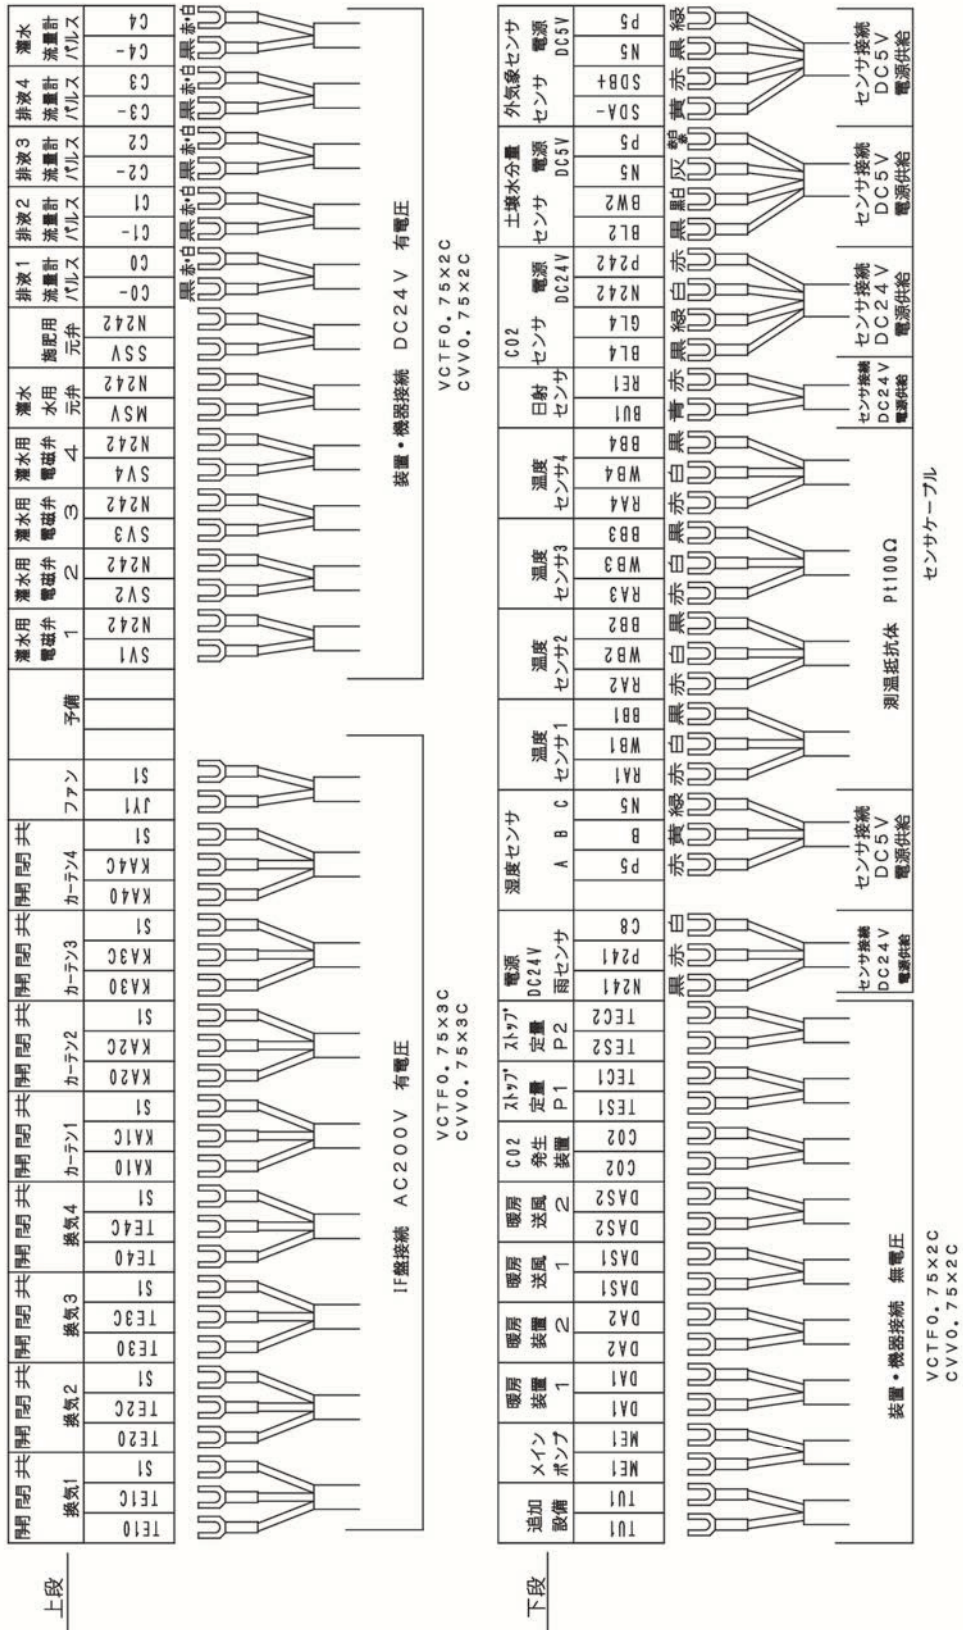 上段
開 閉 共 開 閉 共 開 閉 共 開 閉 共 開 閉 共 開 閉 共 開 閉 共 開 閉 共
換気1 換気2 換気3 換気4 カーテン1 カーテン2 カーテン3 カーテン4 ファン 予備
灌水用 電磁弁 1
灌水用 電磁弁 2
灌水用 電磁弁 3
灌水用 電磁弁 4
灌水 水用 元弁
施肥用 元弁
排液1 流量計 パルス
排液2 流量計 パルス
排液3 流量計 パルス
排液4 流量計 パルス
灌水 流量計 パルス
TE10 TE1C S1 TE20 TE2C S1 TE30 TE3C S1 TE40 TE4C S1 KA10 KA1C S1 KA20 KA2C S1 KA30 KA3C S1 KA40 KA4C S1 JY1 S1 SV1 N242 SV2 N242 SV3 N242 SV4 N242 MSV N242 SSV N242 C0- C0 C1- C1 C2- C2 C3- C3 C4- C4
黒 赤・白 黒 赤・白 黒 赤・白 黒 赤・白 黒 赤・白
IF盤接続 AC200V 有電圧
VCTF0.75×3C
CVV0.75×3C
装置・機器接続 DC24V 有電圧
VCTF0.75×2C
CVV0.75×2C
下段
追加 設備
メイン ポンプ
暖房 装置 1
暖房 装置 2
暖房 送風 1
暖房 送風 2
CO2 発生 装置
ストップ 定量 P1
ストップ 定量 P2
電源 DC24V 雨センサ
湿度センサ A B C
温度 センサ1
温度 センサ2
温度 センサ3
温度 センサ4
日射 センサ
CO2 センサ 電源 DC24V
土壌水分量 センサ 電源 DC5V
外気象センサ センサ 電源 DC5V
TU1 TU1 ME1 ME1 DA1 DA1 DA2 DA2 DAS1 DAS1 DAS2 DAS2 CO2 CO2 TES1 TEC1 TES2 TEC2 N241 P241 C8 P5 B N5 RA1 WB1 BB1 RA2 WB2 BB2 RA3 WB3 BB3 RA4 WB4 BB4 BU1 RE1 BL4 GL4 N242 P242 BL2 BW2 N5 P5 SDA- SDB+ N5 P5
黒 赤 白 赤 黄 緑 赤 白 黒 赤 白 黒 赤 白 黒 赤 白 黒 青 赤 黒 緑 白 赤 黒 黒白 灰 赤白 黄 赤 黒 緑
装置・機器接続 無電圧
VCTF0.75×2C
CVV0.75×2C
センサ接続 DC24V 電源供給
センサ接続 DC5V 電源供給
測温抵抗体 Pt100Ω
センサケーブル
センサ接続 DC24V 電源供給
センサ接続 DC24V 電源供給
センサ接続 DC5V 電源供給
センサ接続 DC5V 電源供給